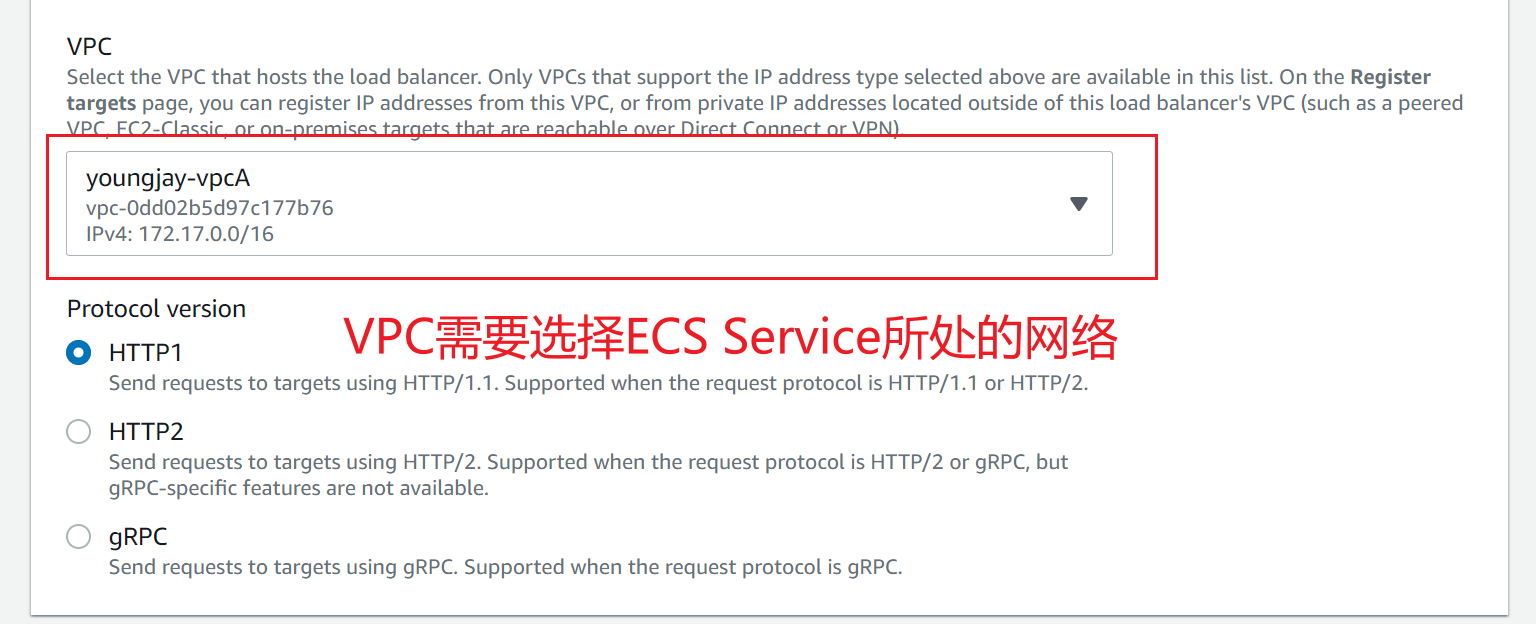 VPC
Select the VPC that hosts the load balancer. Only VPCs that support the IP address type selected above are available in this list. On the Register
targets page, you can register IP addresses from this VPC, or from private IP addresses located outside of this load balancer's VPC (such as a peered
VPC, EC2-Classic, or on-premises targets that are reachable over Direct Connect or VPN).
youngjay-vpcA
vpc-0dd02b5d97c177b76
IPv4: 172.17.0.0/16
Protocol version
VPC需要选择ECS Service所处的网络
HTTP1
Send requests to targets using HTTP/1.1. Supported when the request protocol is HTTP/1.1 or HTTP/2.
HTTP2
Send requests to targets using HTTP/2. Supported when the request protocol is HTTP/2 or gRPC, but
gRPC-specific features are not available.
gRPC
Send requests to targets using gRPC. Supported when the request protocol is gRPC.